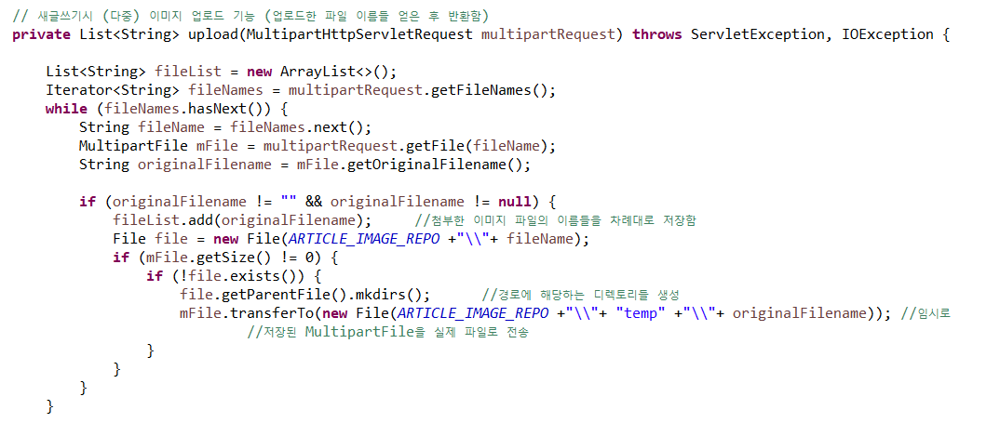 // 새글쓰기시 (다중) 이미지 업로드 기능 (업로드한 파일 이름들 얻은 후 반환함)
private List<String> upload(MultipartHttpServletRequest multipartRequest) throws ServletException, IOException {
List<String> fileList = new ArrayList<>();
Iterator<String> fileNames = multipartRequest.getFileNames();
while (fileNames.hasNext()) {
String fileName = fileNames.next();
MultipartFile mFile = multipartRequest.getFile(fileName);
String originalFilename = mFile.getOriginalFilename();
if (originalFilename != "" && originalFilename != null) {
fileList.add(originalFilename); //첨부한 이미지 파일의 이름들을 차례대로 저장함
File file = new File(ARTICLE_IMAGE_REPO +"\\"+ fileName);
if (mFile.getSize() != 0) {
if (!file.exists()) {
file.getParentFile().mkdirs(); //경로에 해당하는 디렉토리들 생성
mFile.transferTo(new File(ARTICLE_IMAGE_REPO +"\\"+ "temp" +"\\"+ originalFilename)); //임시로
//저장된 MultipartFile을 실제 파일로 전송
}
}
}
}